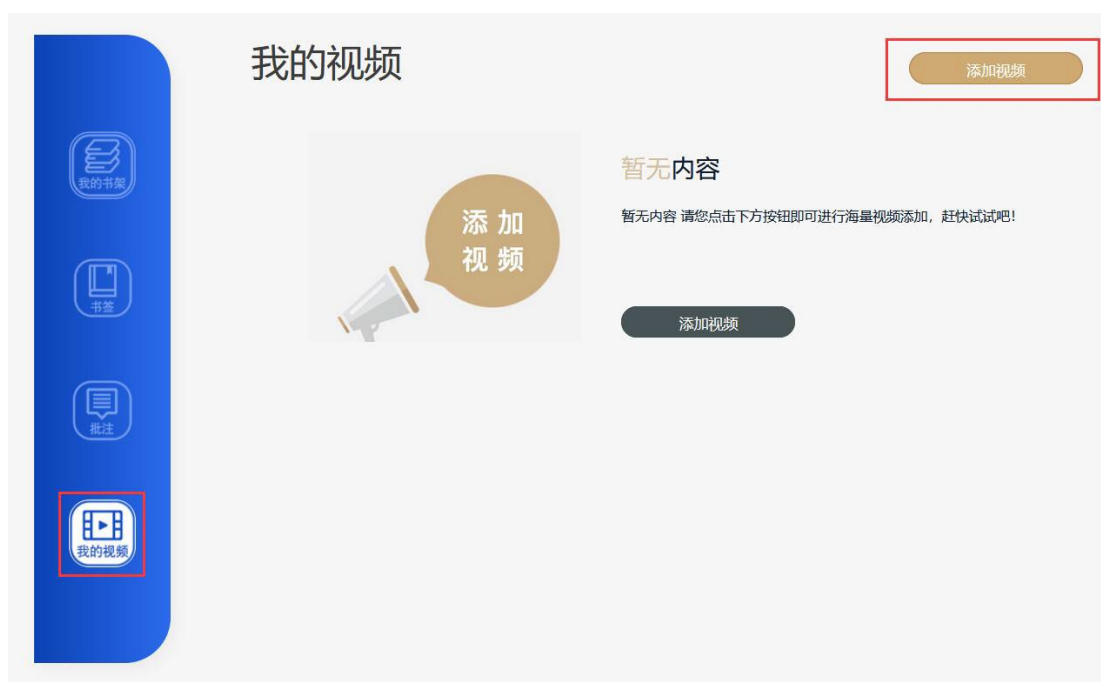 我的视频
添加视频
我的书架
书签
批注
我的视频
添加
视频
暂无内容
暂无内容 请您点击下方按钮即可进行海量视频添加，赶快试试吧！
添加视频